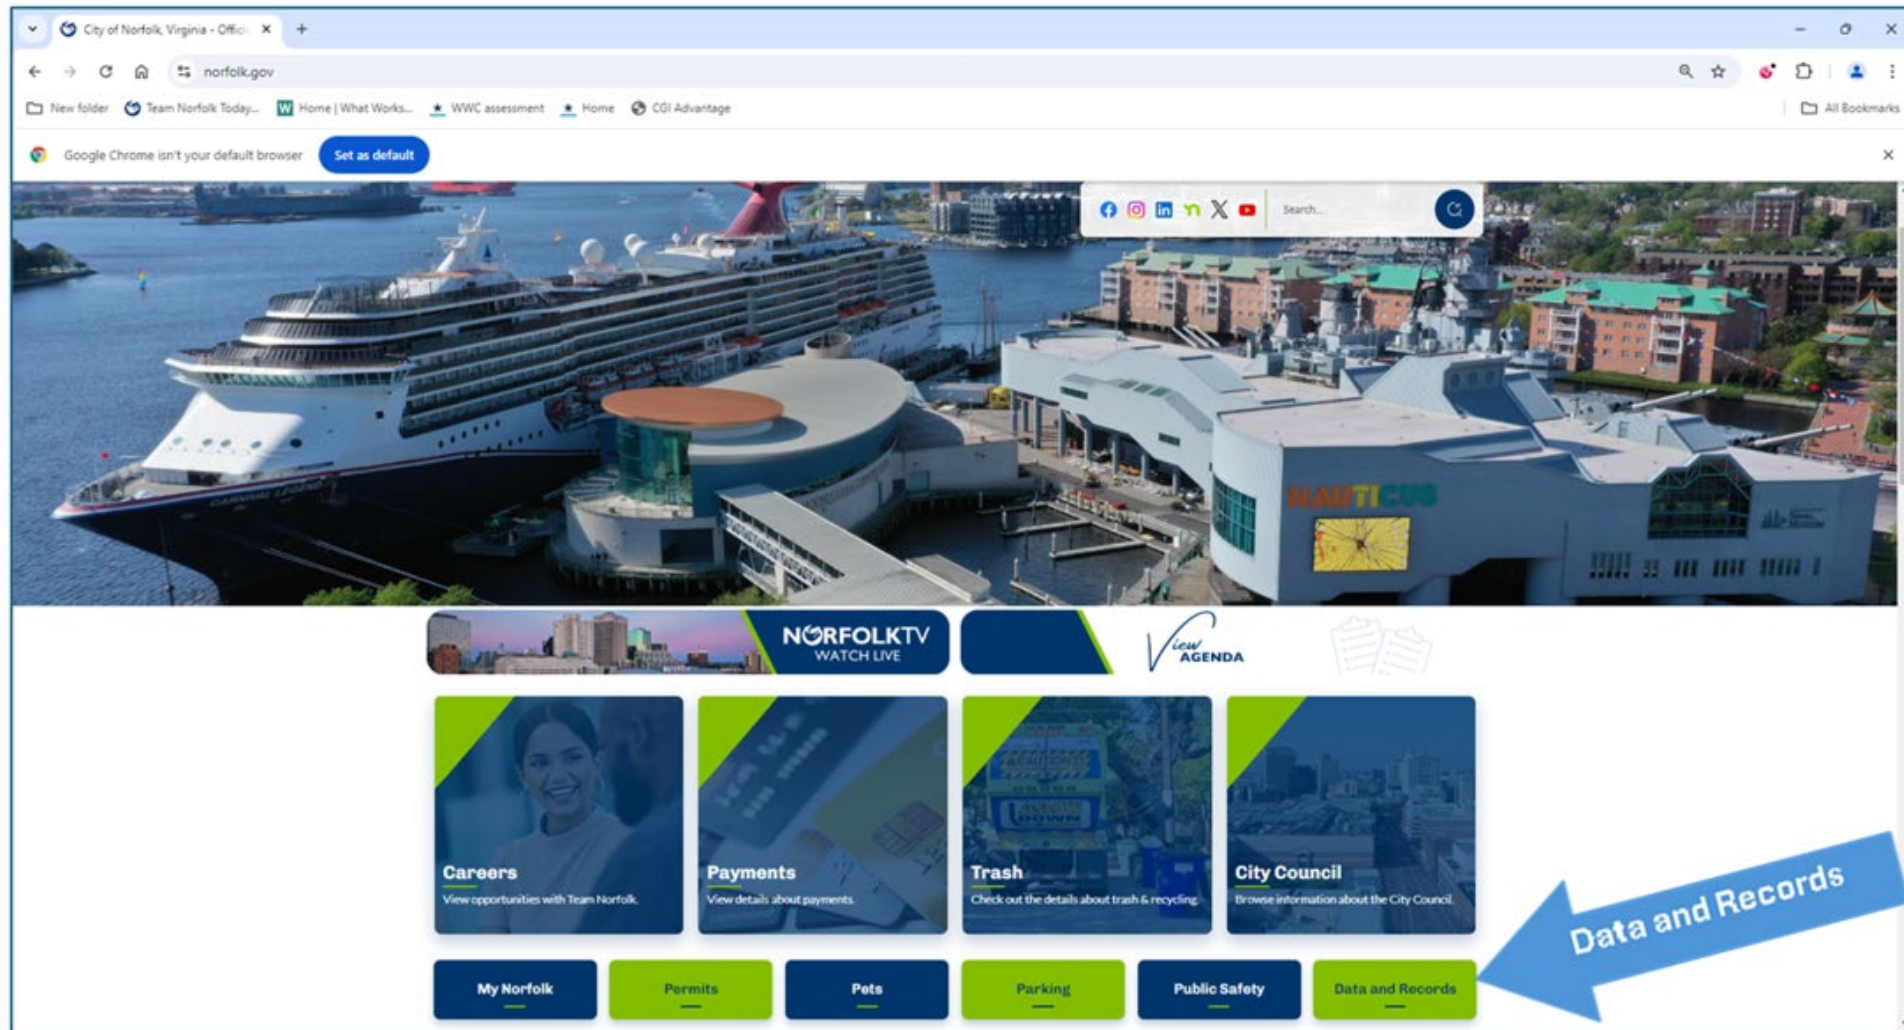 City of Norfolk, Virginia - Offici
norfolk.gov
New folder Team Norfolk Today... Home | What Works... WWC assessment Home CGI Advantage All Bookmarks
Google Chrome isn't your default browser Set as default
Search...
CARNIVAL LEGEND
NAUTICUS
NORFOLKTV
WATCH LIVE
View
AGENDA
CAUTION
DOWN
Careers
View opportunities with Team Norfolk.
Payments
View details about payments.
Trash
Check out the details about trash & recycling.
City Council
Browse information about the City Council.
Data and Records
My Norfolk Permits Pets Parking Public Safety Data and Records